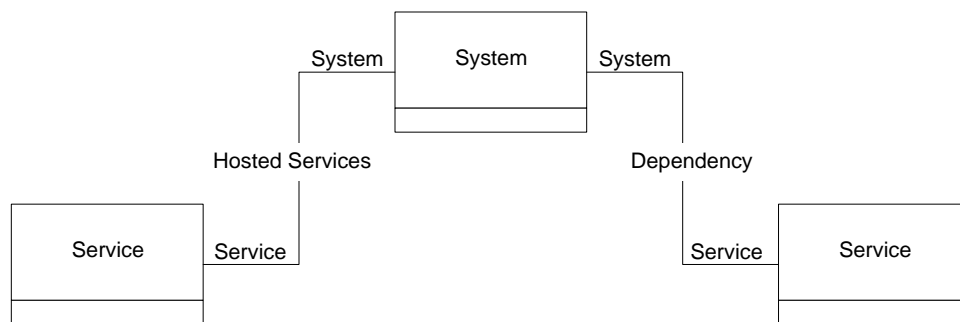 System
System
System
Hosted Services
Dependency
Service
Service
Service
Service